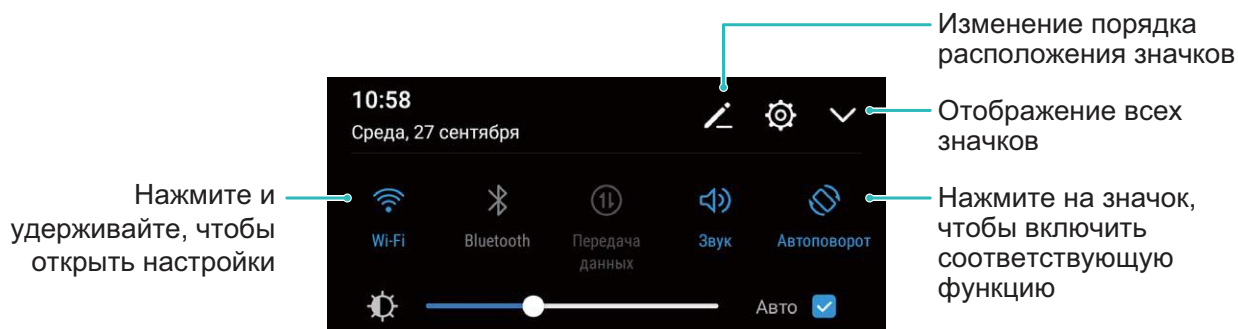 Изменение порядка
расположения значков
10:58
Среда, 27 сентября
Отображение всех
значков
Нажмите и
удерживайте, чтобы
открыть настройки
Wi-Fi
Bluetooth
Передача
данных
Звук
Автоповорот
Нажмите на значок,
чтобы включить
соответствующую
функцию
Авто